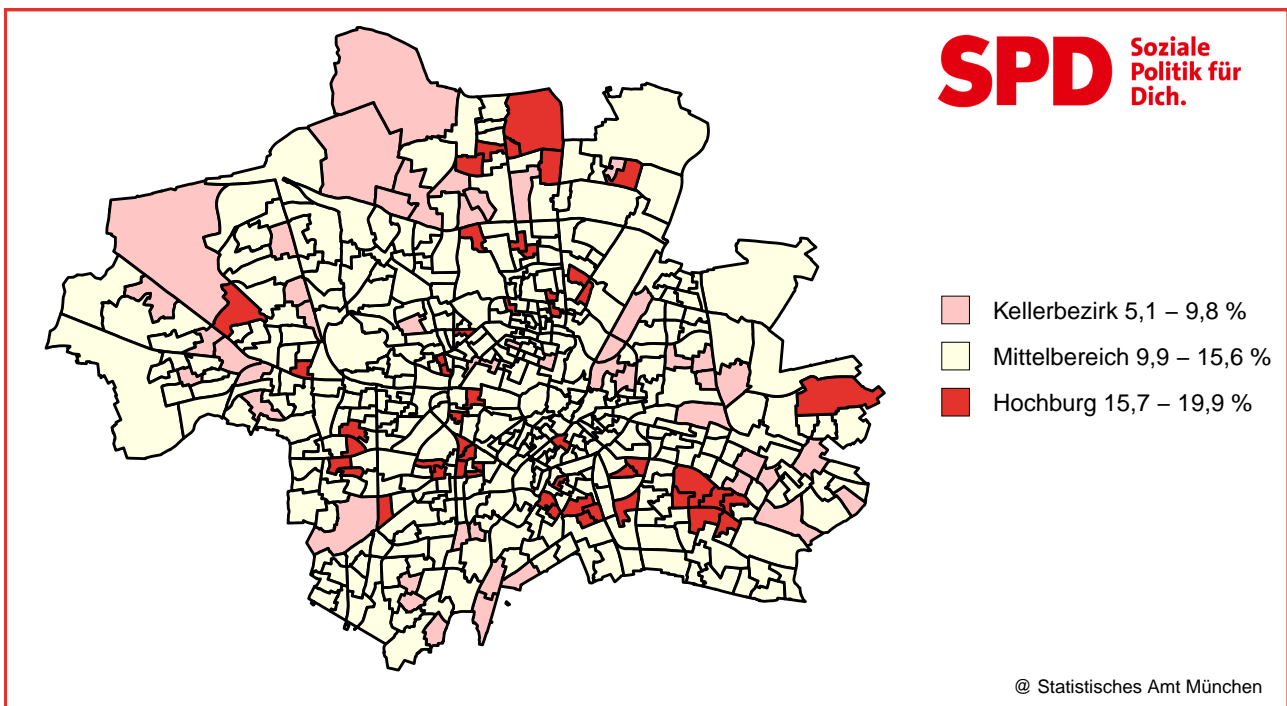 SPD
Soziale
Politik für
Dich.
Kellerbezirk 5,1 – 9,8 %
Mittelbereich 9,9 – 15,6 %
Hochburg 15,7 – 19,9 %
@ Statistisches Amt München